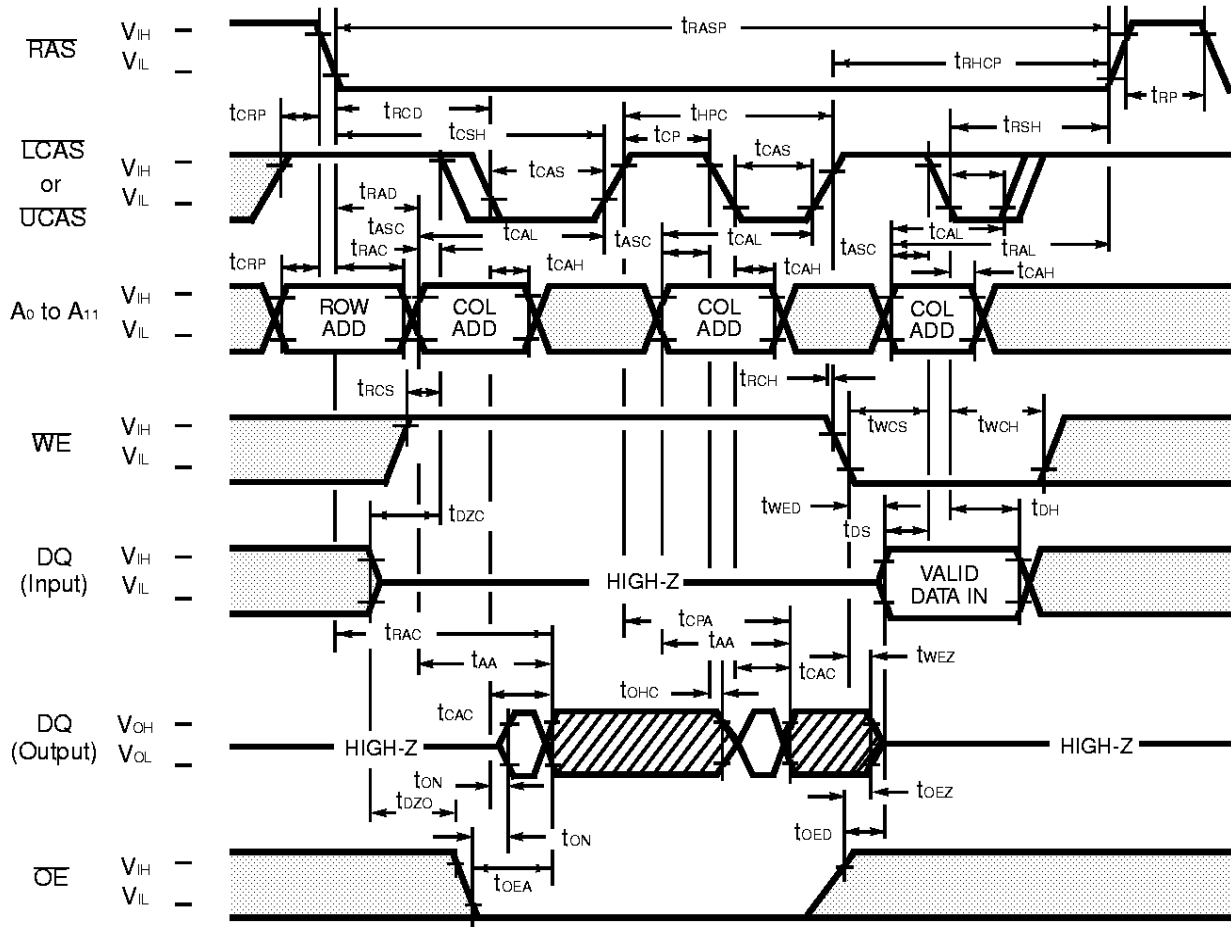 RAS VIH VIL
tRASP
tRHCP
tRP
tCRP
tRCD
tHPC
tCSH
tCP
tRSH
LCAS or UCAS VIH VIL
tCAS
tCAS
tRAD
tASC
tCAL
tASC
tCAL
tCAL
tRAC
tASC
tRAL
tCRP
tCAH
tCAH
tCAH
A0 to A11 VIH VIL
ROW ADD
COL ADD
COL ADD
COL ADD
tRCS
tRCH
WE VIH VIL
tWCS
tWCH
tDZC
tWED
tDS
tDH
DQ (Input) VIH VIL
HIGH-Z
VALID DATA IN
tCPA
tRAC
tAA
tAA
tWEZ
tCAC
tOHC
tCAC
DQ (Output) VOH VOL
HIGH-Z
HIGH-Z
tON
tDZO
tOEZ
tOED
tON
OE VIH VIL
tOEA